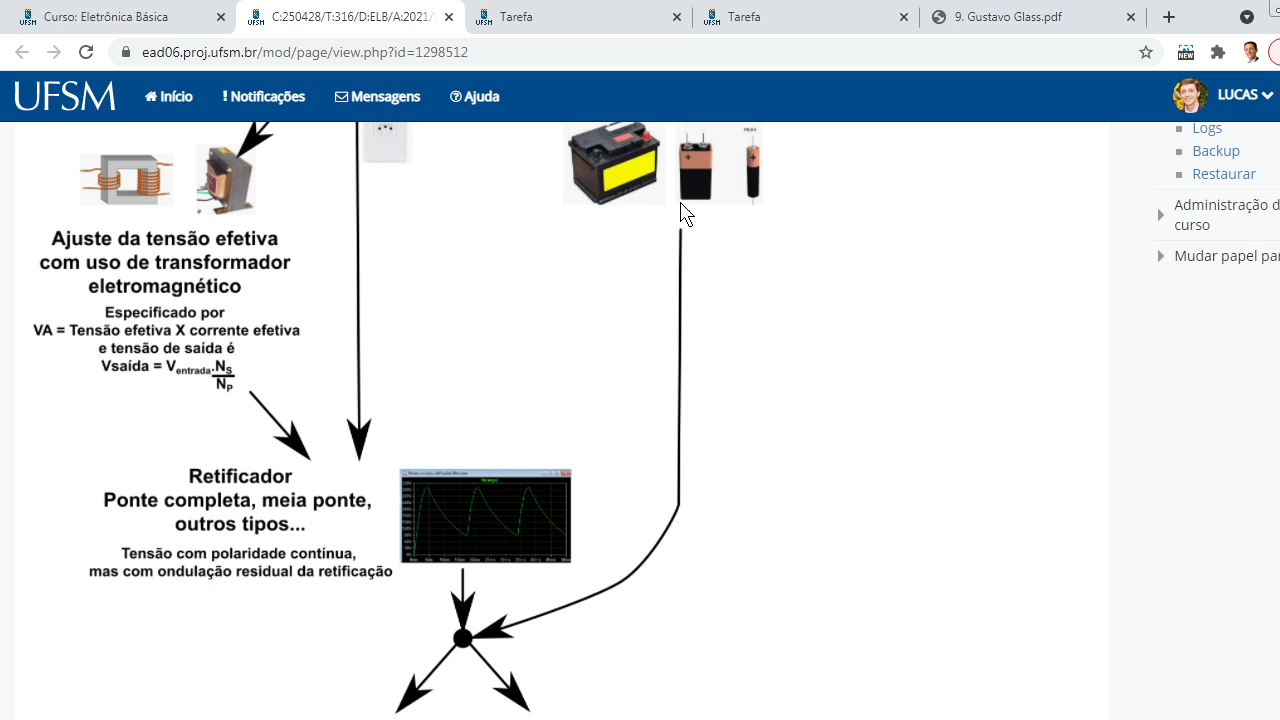 Curso: Eletrônica Básica
C:250428/T:316/D:ELB/A:2021/
Tarefa
Tarefa
9. Gustavo Glass.pdf
ead06.proj.ufsm.br/mod/page/view.php?id=1298512
NEW
UFSM
Início
! Notificações
Mensagens
Ajuda
LUCAS
Logs
Backup
Restaurar
Administração d
curso
Mudar papel par
Ajuste da tensão efetiva
com uso de transformador
eletromagnético
Especificado por
VA = Tensão efetiva X corrente efetiva
e tensão de saída é
Vsaída = Ventrada.NS
NP
Retificador
Ponte completa, meia ponte,
outros tipos...
Tensão com polaridade contínua,
mas com ondulação residual da retificação